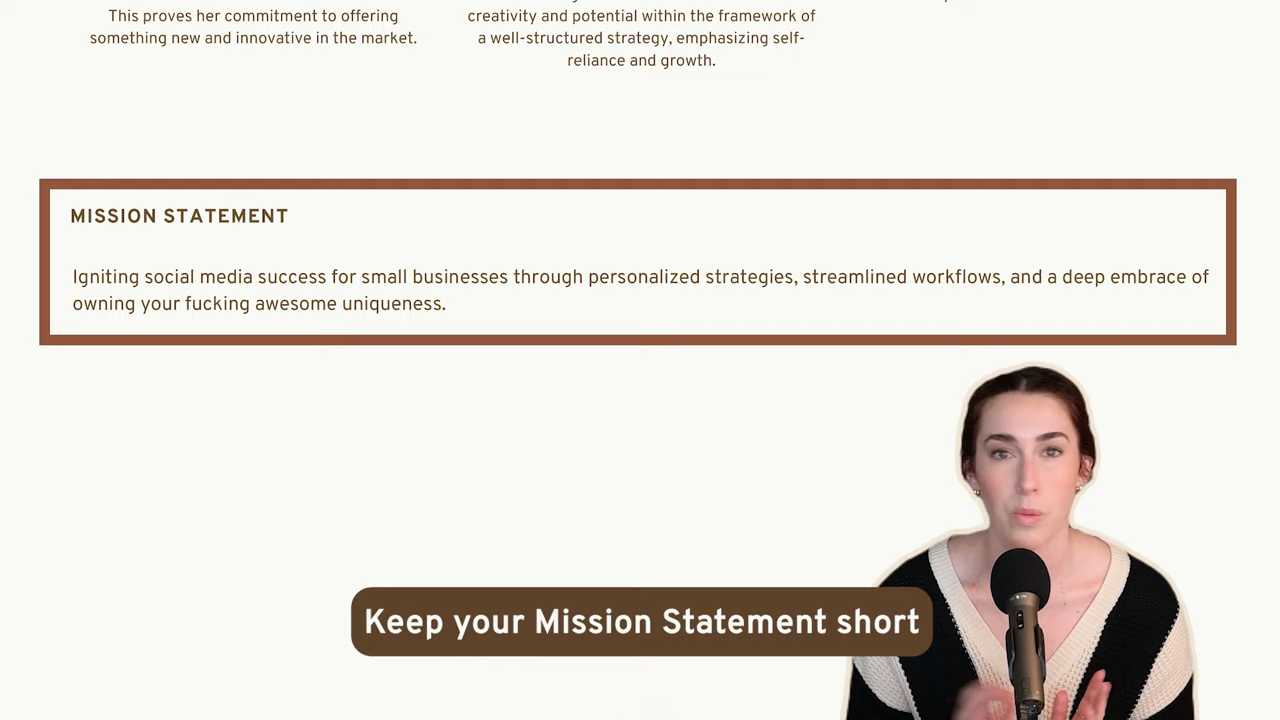 This proves her commitment to offering
something new and innovative in the market.
creativity and potential within the framework of
a well-structured strategy, emphasizing self-
reliance and growth.
MISSION STATEMENT
Igniting social media success for small businesses through personalized strategies, streamlined workflows, and a deep embrace of
owning your fucking awesome uniqueness.
Keep your Mission Statement short